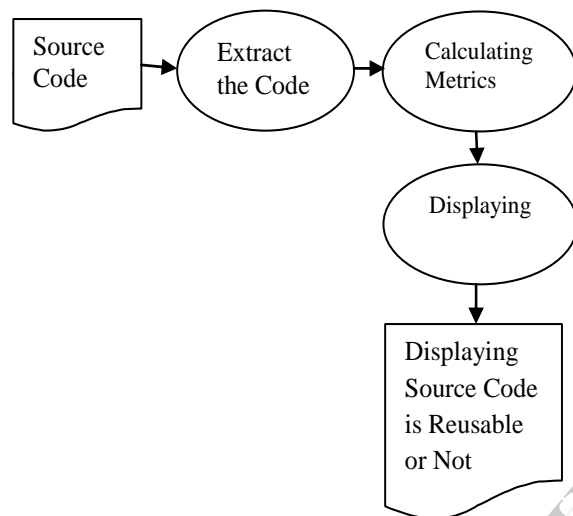 Source
Code
Extract
the Code
Calculating
Metrics
Displaying
Displaying
Source Code
is Reusable
or Not